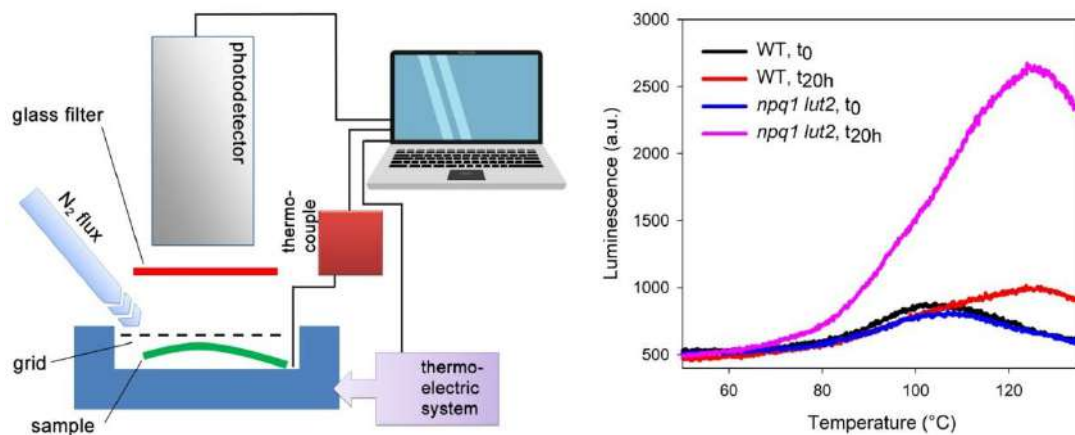 photodetector
glass filter
N₂ flux
thermo-
couple
grid
sample
thermo-
electric
system
3000
2500
2000
1500
1000
500
Luminescence (a.u.)
WT, t0
WT, t20h
npq1 lut2, t0
npq1 lut2, t20h
60
80
100
120
Temperature (°C)